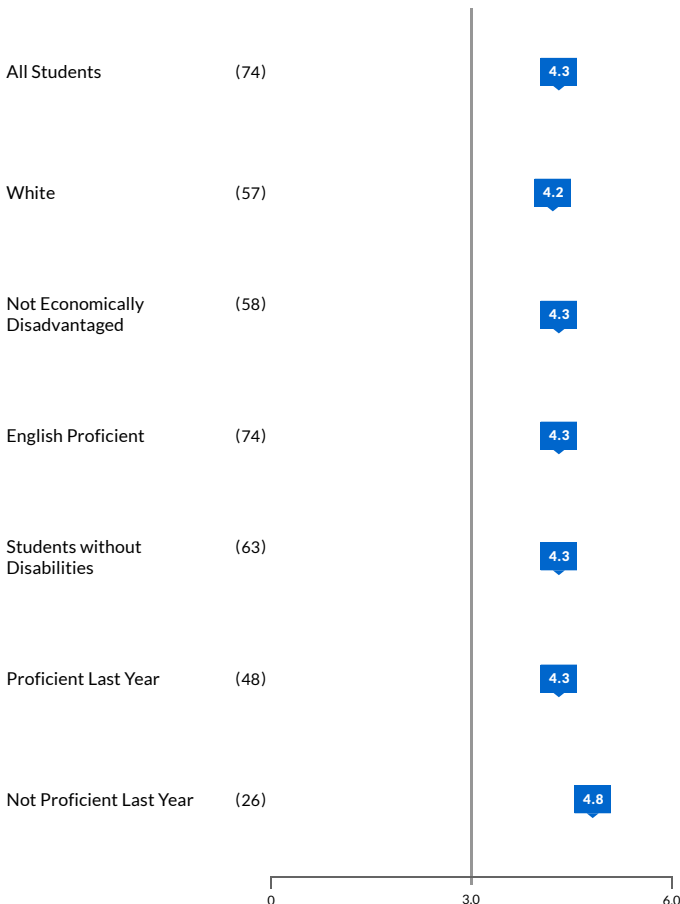 All Students (74) 4.3
White (57) 4.2
Not Economically (58) 4.3
Disadvantaged
English Proficient (74) 4.3
Students without (63) 4.3
Disabilities
Proficient Last Year (48) 4.3
Not Proficient Last Year (26) 4.8
0 3.0 6.0